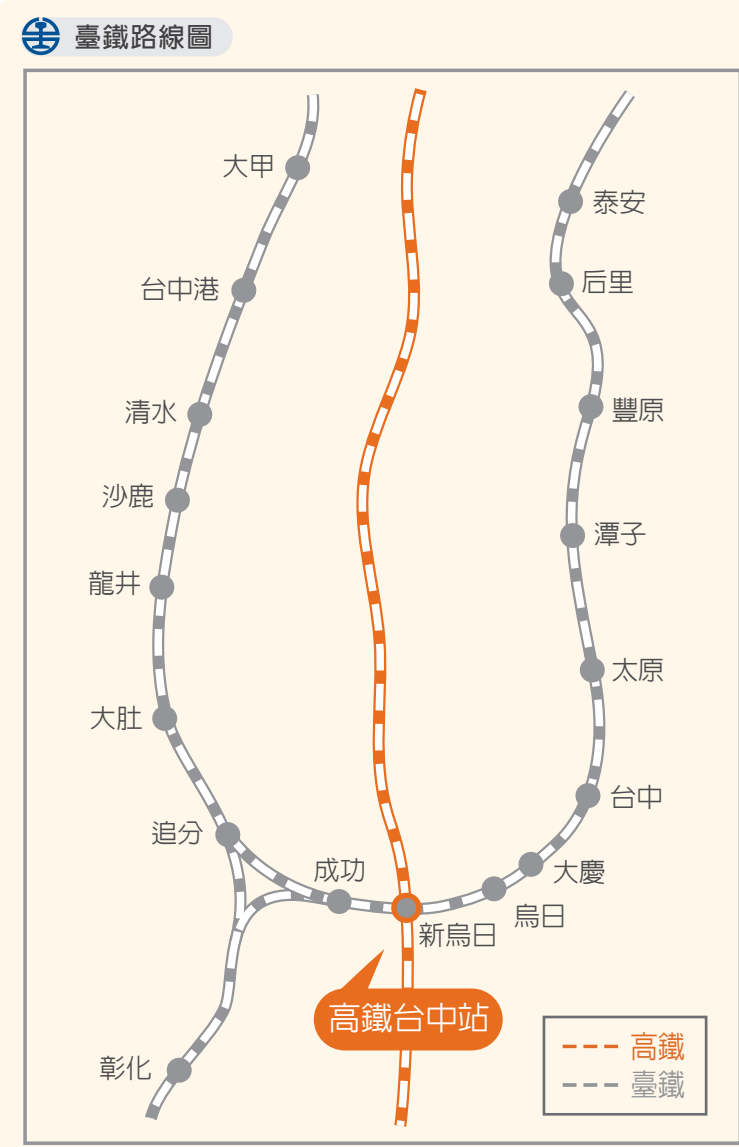 臺鐵路線圖
大甲
台中港
清水
沙鹿
龍井
大肚
追分
成功
彰化
泰安
后里
豐原
潭子
太原
台中
大慶
烏日
新烏日
高鐵台中站
高鐵
臺鐵